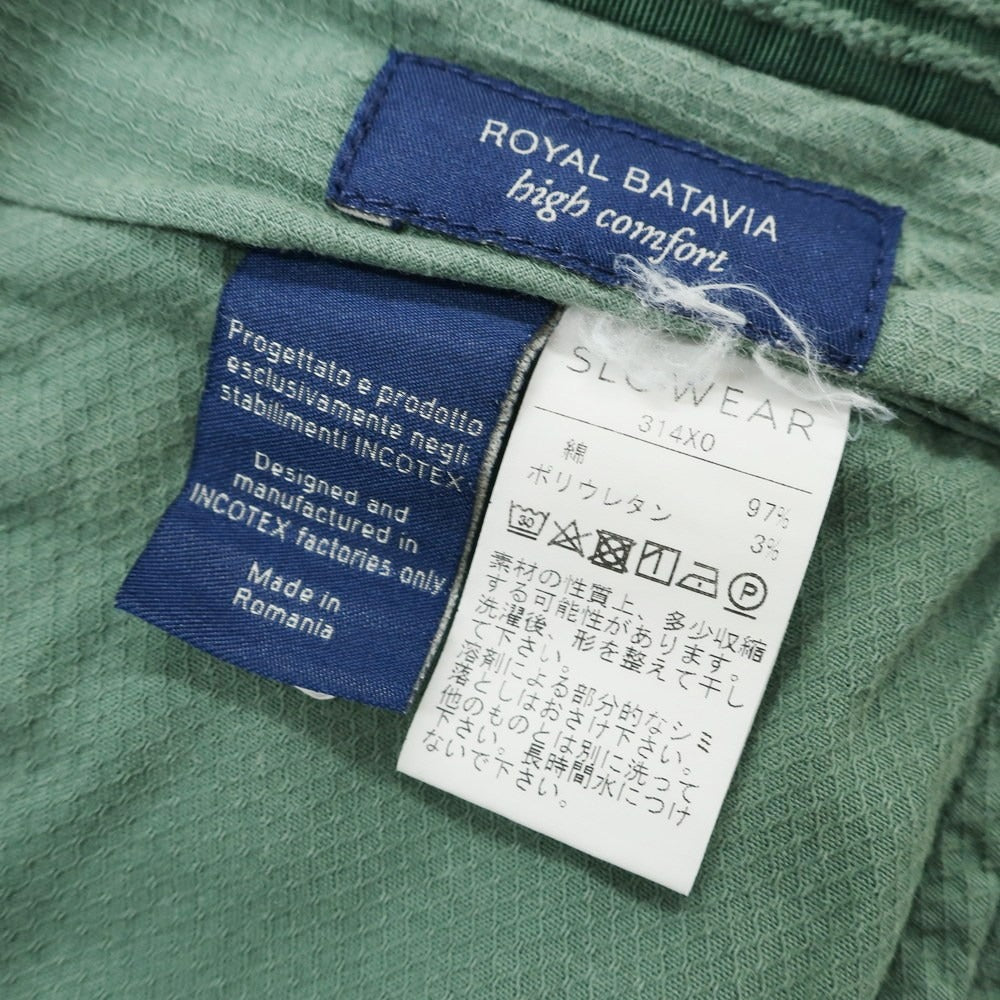 ROYAL BATAVIA
high comfort
Progettato e prodotto
esclusivamente negli
stabilimenti INCOTEX
Designed and
manufactured in
INCOTEX factories only
Made in
Romania
SLOWEAR
314X0
綿 97%
ポリウレタン 3%
30 P
素材の性質上、多少収縮
する可能性があります。
洗濯後、形を整えて干し
て下さい。
溶剤による部分的なシミ
落としはおさけ下さい。
他のものとは別に洗って
下さい。長時間水につけ
ないで下さい。